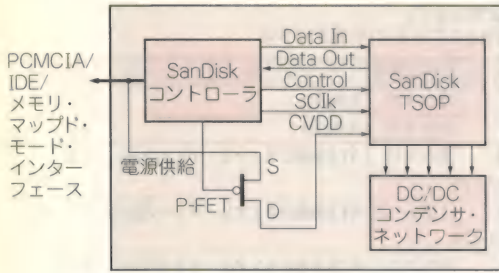 PCMCIA/
IDE/
メモリ・
マップド・
モード・
インター
フェース
SanDisk
コントローラ
Data In
Data Out
Control
SClk
CVDD
SanDisk
TSOP
電源供給
S
P-FET
D
DC/DC
コンデンサ・
ネットワーク